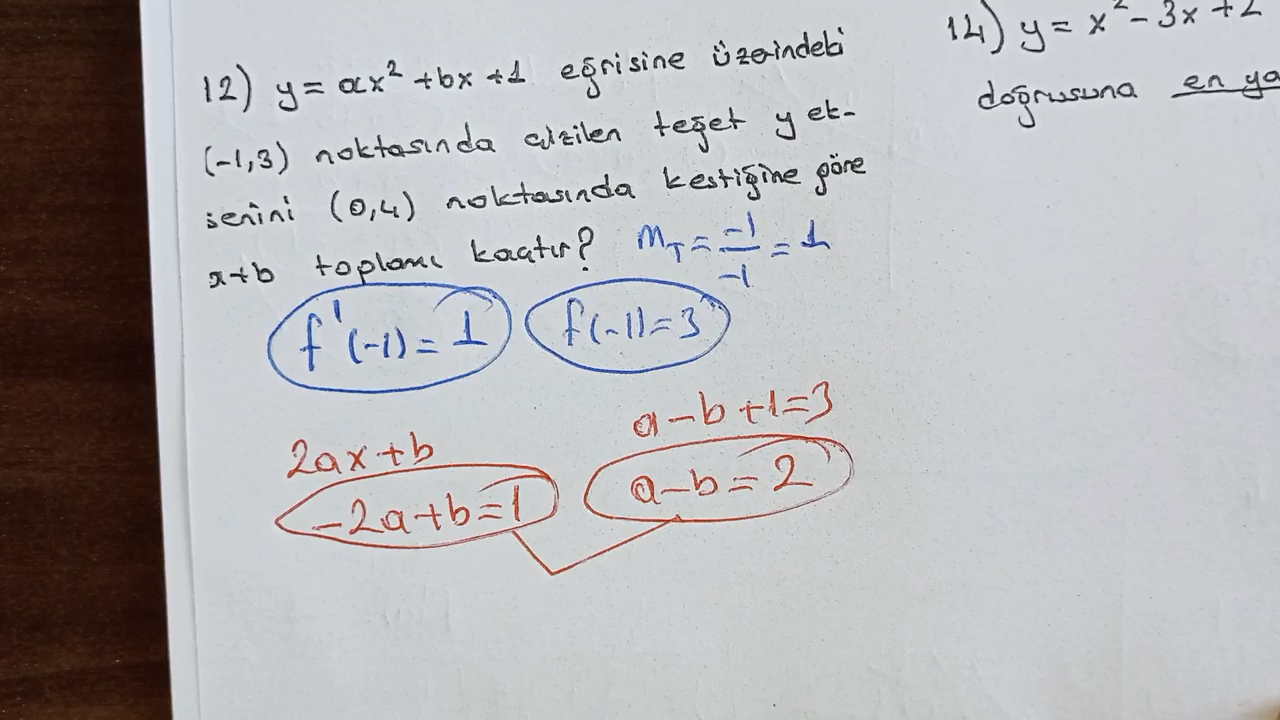 12) y = ax² + bx + 1 eğrisine üzerindeki
(-1,3) noktasında çizilen teğet y ek-
senini (0,4) noktasında kestiğine göre
a+b toplamı kaçtır? m_T = -1/-1 = 1
f'(-1) = 1 f(-1) = 3
a-b+1=3
2ax+b
-2a+b=1 a-b=2
14) y = x² - 3x + 2
doğrusuna en ya